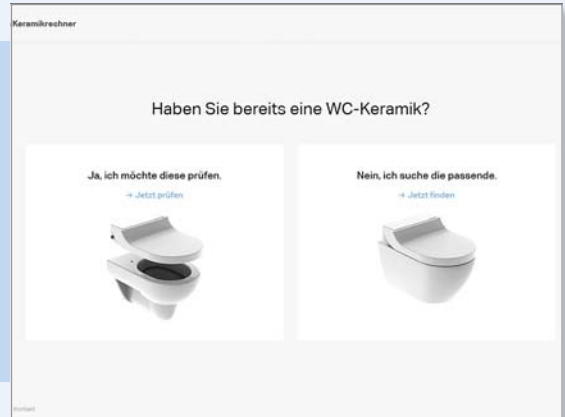 Keramikrechner
Haben Sie bereits eine WC-Keramik?
Ja, ich möchte diese prüfen.
→ Jetzt prüfen
Nein, ich suche die passende.
→ Jetzt finden
Kontakt